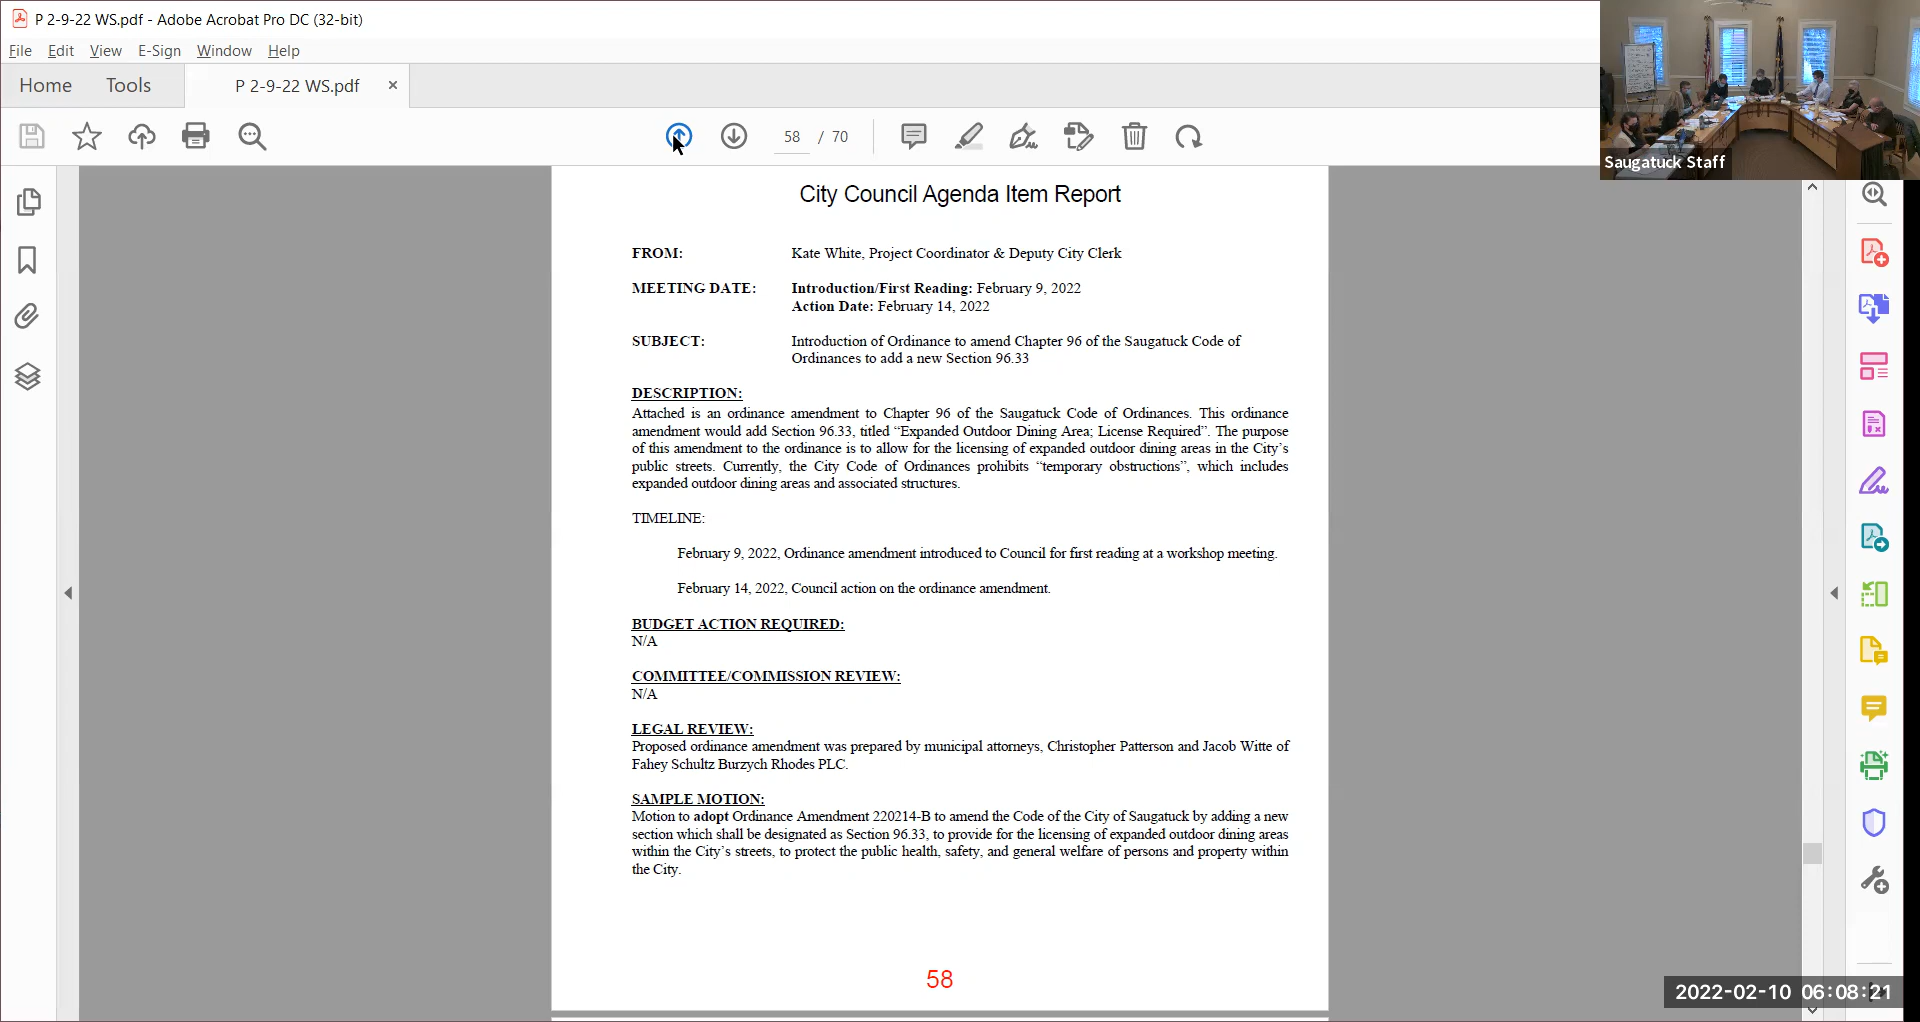 P 2-9-22 WS.pdf - Adobe Acrobat Pro DC (32-bit)
File Edit View E-Sign Window Help
Home Tools P 2-9-22 WS.pdf ×
58 / 70
Saugatuck Staff
City Council Agenda Item Report
FROM: Kate White, Project Coordinator & Deputy City Clerk
MEETING DATE: Introduction/First Reading: February 9, 2022
Action Date: February 14, 2022
SUBJECT: Introduction of Ordinance to amend Chapter 96 of the Saugatuck Code of
Ordinances to add a new Section 96.33
DESCRIPTION:
Attached is an ordinance amendment to Chapter 96 of the Saugatuck Code of Ordinances. This ordinance
amendment would add Section 96.33, titled “Expanded Outdoor Dining Area; License Required”. The purpose
of this amendment to the ordinance is to allow for the licensing of expanded outdoor dining areas in the City’s
public streets. Currently, the City Code of Ordinances prohibits “temporary obstructions”, which includes
expanded outdoor dining areas and associated structures.
TIMELINE:
February 9, 2022, Ordinance amendment introduced to Council for first reading at a workshop meeting.
February 14, 2022, Council action on the ordinance amendment.
BUDGET ACTION REQUIRED:
N/A
COMMITTEE/COMMISSION REVIEW:
N/A
LEGAL REVIEW:
Proposed ordinance amendment was prepared by municipal attorneys, Christopher Patterson and Jacob Witte of
Fahey Schultz Burzych Rhodes PLC.
SAMPLE MOTION:
Motion to adopt Ordinance Amendment 220214-B to amend the Code of the City of Saugatuck by adding a new
section which shall be designated as Section 96.33, to provide for the licensing of expanded outdoor dining areas
within the City’s streets, to protect the public health, safety, and general welfare of persons and property within
the City.
58
2022-02-10 06:08:21